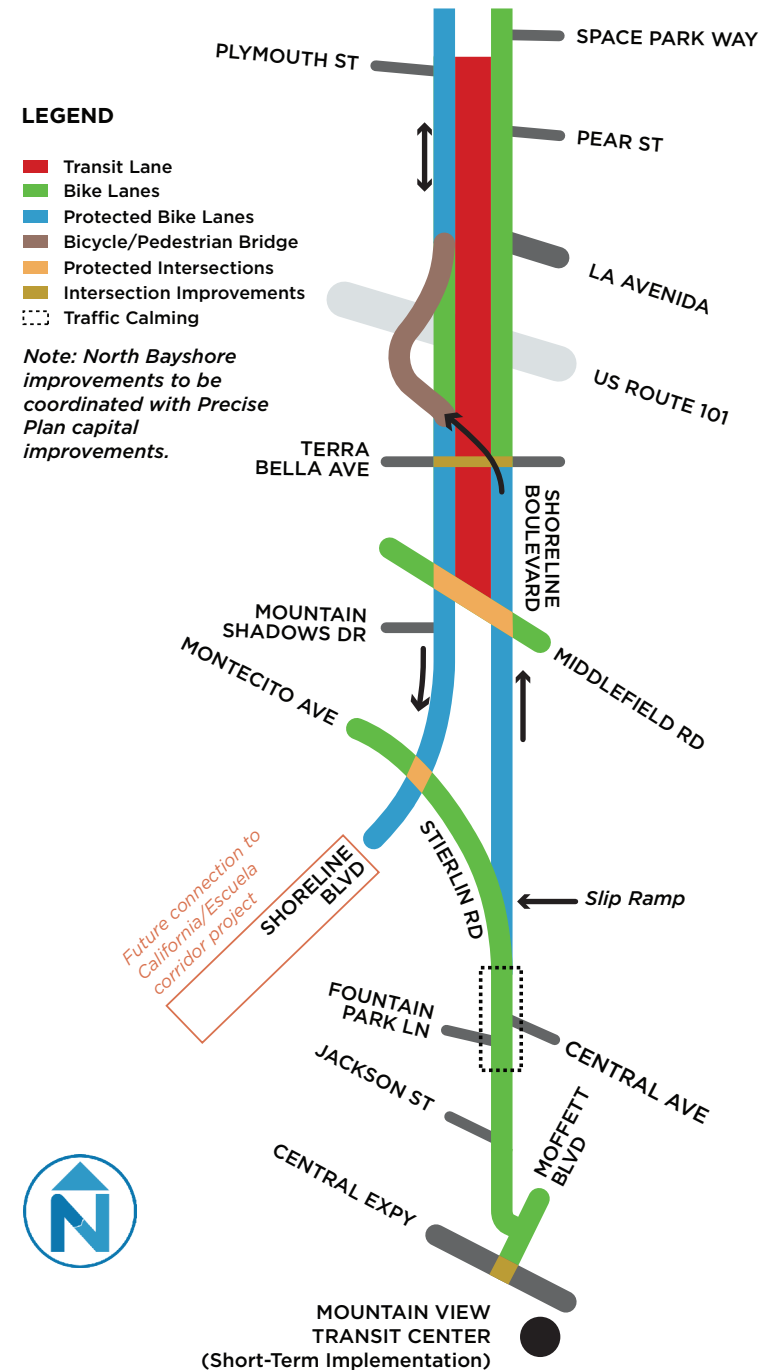 SPACE PARK WAY
PLYMOUTH ST
LEGEND
Transit Lane
Bike Lanes
Protected Bike Lanes
Bicycle/Pedestrian Bridge
Protected Intersections
Intersection Improvements
Traffic Calming
Note: North Bayshore
improvements to be
coordinated with Precise
Plan capital
improvements.
PEAR ST
LA AVENIDA
US ROUTE 101
TERRA
BELLA AVE
SHORELINE
BOULEVARD
MOUNTAIN
SHADOWS DR
MONTECITO AVE
MIDDLEFIELD RD
STIERLIN RD
SHORELINE
BLVD
Future connection to
California/Escuela
corridor project
Slip Ramp
FOUNTAIN
PARK LN
CENTRAL AVE
JACKSON ST
MOFFETT
BLVD
CENTRAL EXPY
N
MOUNTAIN VIEW
TRANSIT CENTER
(Short-Term Implementation)